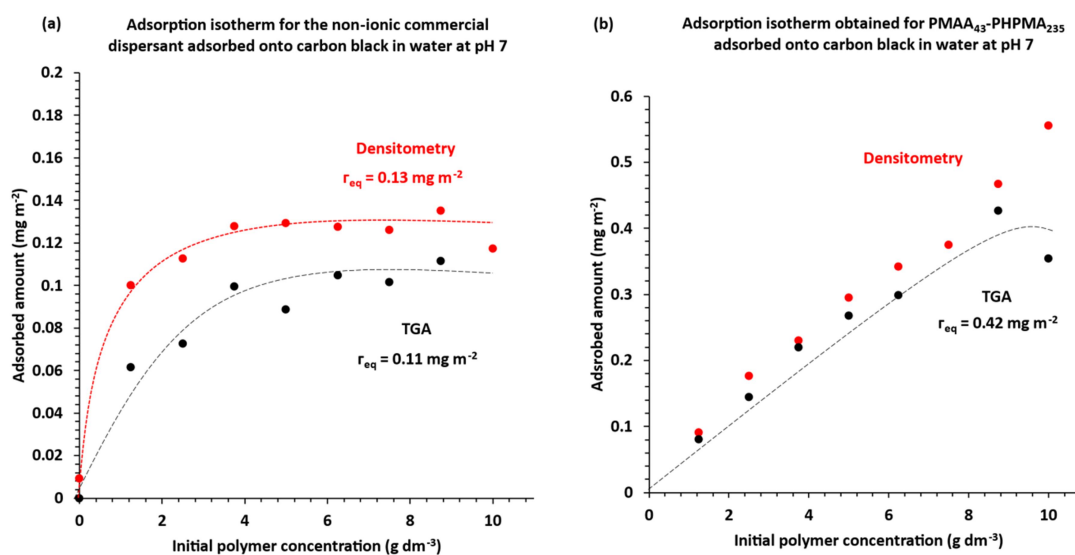 (a)
Adsorption isotherm for the non-ionic commercial
dispersant adsorbed onto carbon black in water at pH 7
0.2
0.18
0.16
0.14
0.12
0.1
0.08
0.06
0.04
0.02
0
Adsorbed amount (mg m⁻²)
Densitometry
Γeq = 0.13 mg m⁻²
TGA
Γeq = 0.11 mg m⁻²
0 2 4 6 8 10
Initial polymer concentration (g dm⁻³)
(b)
Adsorption isotherm obtained for PMAA₄₃-PHPMA₂₃₅
adsorbed onto carbon black in water at pH 7
0.6
0.5
0.4
0.3
0.2
0.1
0
Adsrobed amount (mg m⁻²)
Densitometry
TGA
Γeq = 0.42 mg m⁻²
0 2 4 6 8 10
Initial polymer concentration (g dm⁻³)